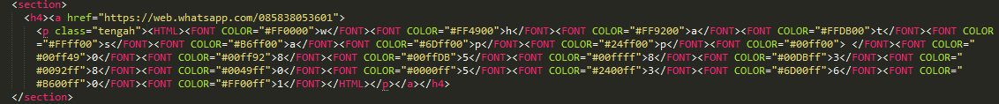 <section>
<h4><a href="https://web.whatsapp.com/085838053601">
<p class="tengah"><HTML><FONT COLOR="#FF0000">w</FONT><FONT COLOR="#FF4900">h</FONT><FONT COLOR="#FF9200">a</FONT><FONT COLOR="#FFDB00">t</FONT><FONT COLOR
="#FFff00">s</FONT><FONT COLOR="#B6ff00">a</FONT><FONT COLOR="#6Dff00">p</FONT><FONT COLOR="#24ff00">p</FONT><FONT COLOR="#00ff00"> </FONT><FONT COLOR="
#00ff49">0</FONT><FONT COLOR="#00ff92">8</FONT><FONT COLOR="#00ffDB">5</FONT><FONT COLOR="#00ffff">8</FONT><FONT COLOR="#00DBff">3</FONT><FONT COLOR="
#0092ff">8</FONT><FONT COLOR="#0049ff">0</FONT><FONT COLOR="#0000ff">5</FONT><FONT COLOR="#2400ff">3</FONT><FONT COLOR="#6D00ff">6</FONT><FONT COLOR="
#B600ff">0</FONT><FONT COLOR="#FF00ff">1</FONT></HTML></p></a></h4>
</section>